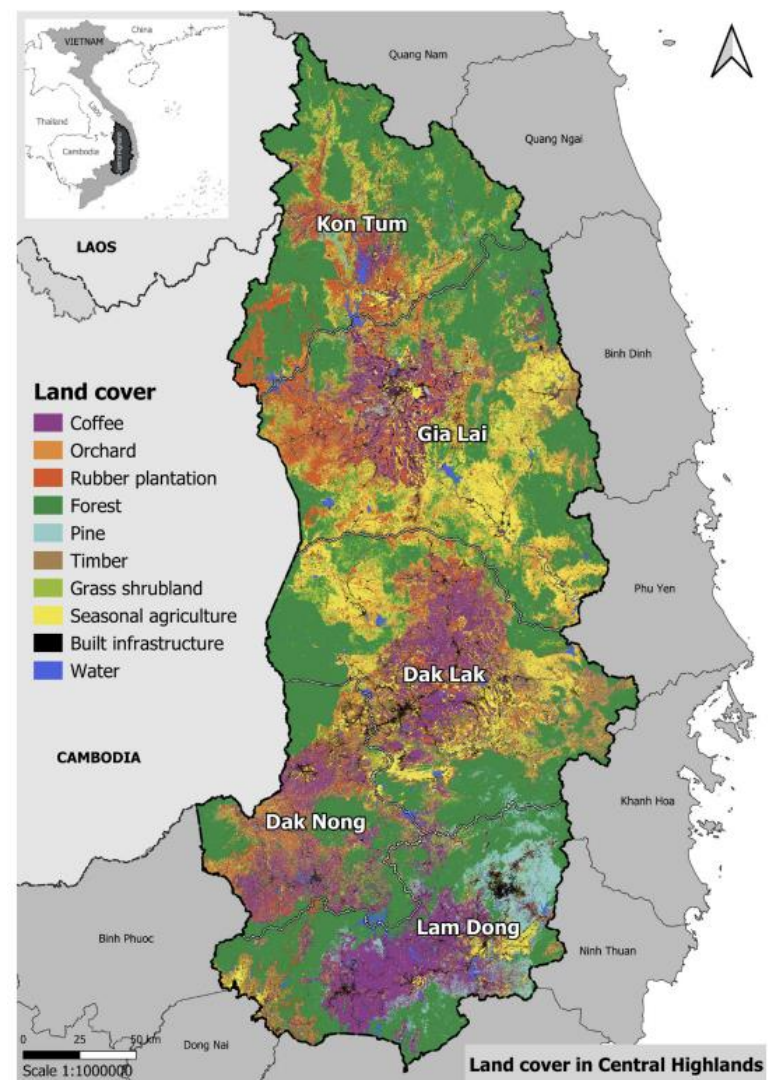 VIETNAM
China
Laos
Thailand
Cambodia
Central Highland
Quang Nam
Quang Ngai
Kon Tum
LAOS
Binh Dinh
Land cover
Coffee
Orchard
Rubber plantation
Forest
Pine
Timber
Grass shrubland
Seasonal agriculture
Built infrastructure
Water
Gia Lai
Phu Yen
Dak Lak
CAMBODIA
Khanh Hoa
Dak Nong
Lam Dong
Binh Phuoc
Ninh Thuan
0 25 50 km
Dong Nai
Scale 1:1000000
Land cover in Central Highlands